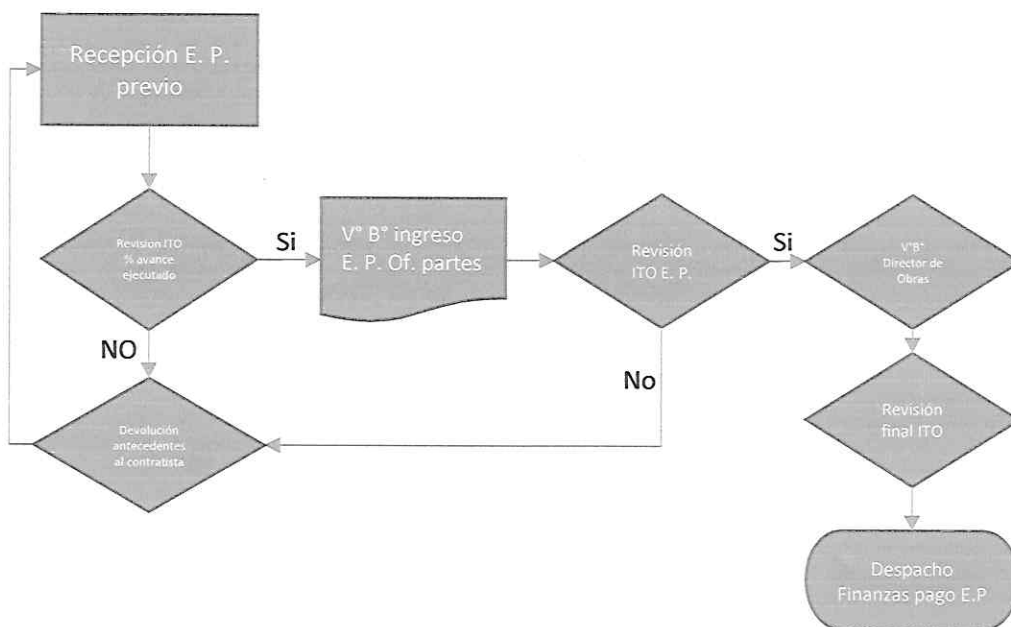 Recepción E. P.
previo
Revision ITO
% avance
ejecutado
Si
V° B° ingreso
E. P. Of. partes
Revisión
ITO E. P.
Si
V°B°
Director de
Obras
NO
No
Devolución
antecedentes
al contratista
Revisión
final ITO
Despacho
Finanzas pago E.P